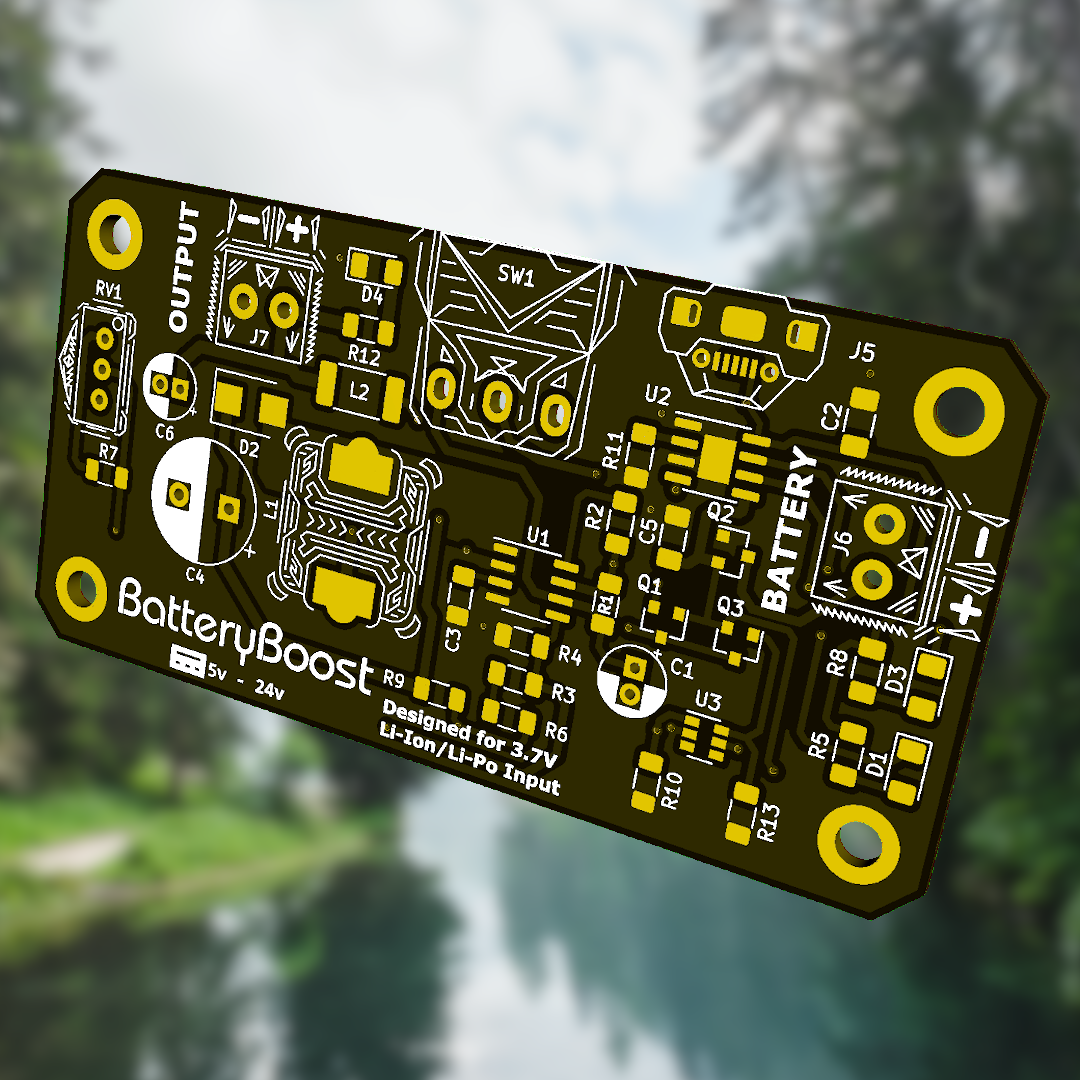 OUTPUT
- +
RV1
D4
SW1
J7
R12
L2
J5
C6
D2
U2
C2
R7
R11
L1
R2
C5
Q2
BATTERY
J6
-
+
C4
+
U1
Q1
R1
Q3
C3
BatteryBoost
5v - 24v
R9
R4
R3
R6
C1
+
U3
R8
D3
R5
D1
R10
R13
Designed for 3.7V
Li-Ion/Li-Po Input